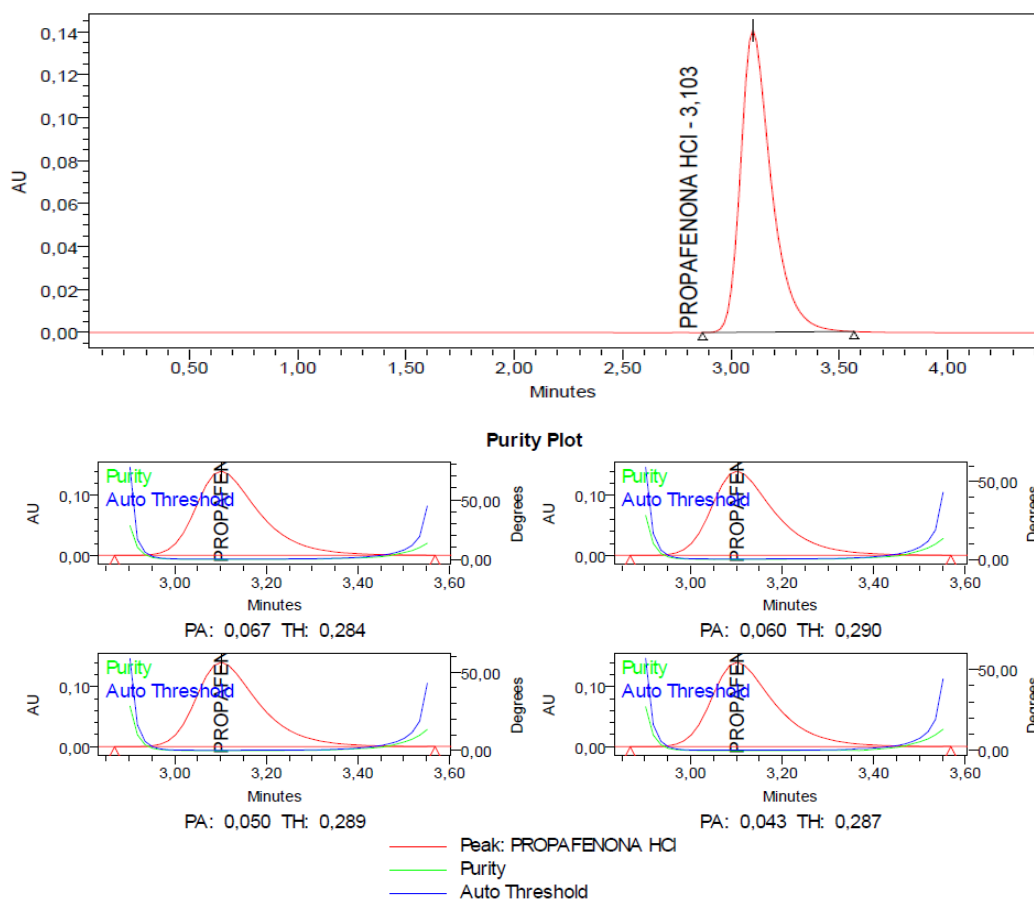 0,14
0,12
0,10
0,08
0,06
0,04
0,02
0,00
AU
PROPAFENONA HCl - 3,103
0,50 1,00 1,50 2,00 2,50 3,00 3,50 4,00
Minutes
Purity Plot
Purity
Auto Threshold
PROPAFEN
AU
0,10
0,00
50,00
0,00
Degrees
3,00 3,20 3,40 3,60
Minutes
PA: 0,067 TH: 0,284
Purity
Auto Threshold
PROPAFEN
AU
0,10
0,00
50,00
0,00
Degrees
3,00 3,20 3,40 3,60
Minutes
PA: 0,060 TH: 0,290
Purity
Auto Threshold
PROPAFEN
AU
0,10
0,00
50,00
0,00
Degrees
3,00 3,20 3,40 3,60
Minutes
PA: 0,050 TH: 0,289
Purity
Auto Threshold
PROPAFEN
AU
0,10
0,00
50,00
0,00
Degrees
3,00 3,20 3,40 3,60
Minutes
PA: 0,043 TH: 0,287
Peak: PROPAFENONA HCl
Purity
Auto Threshold